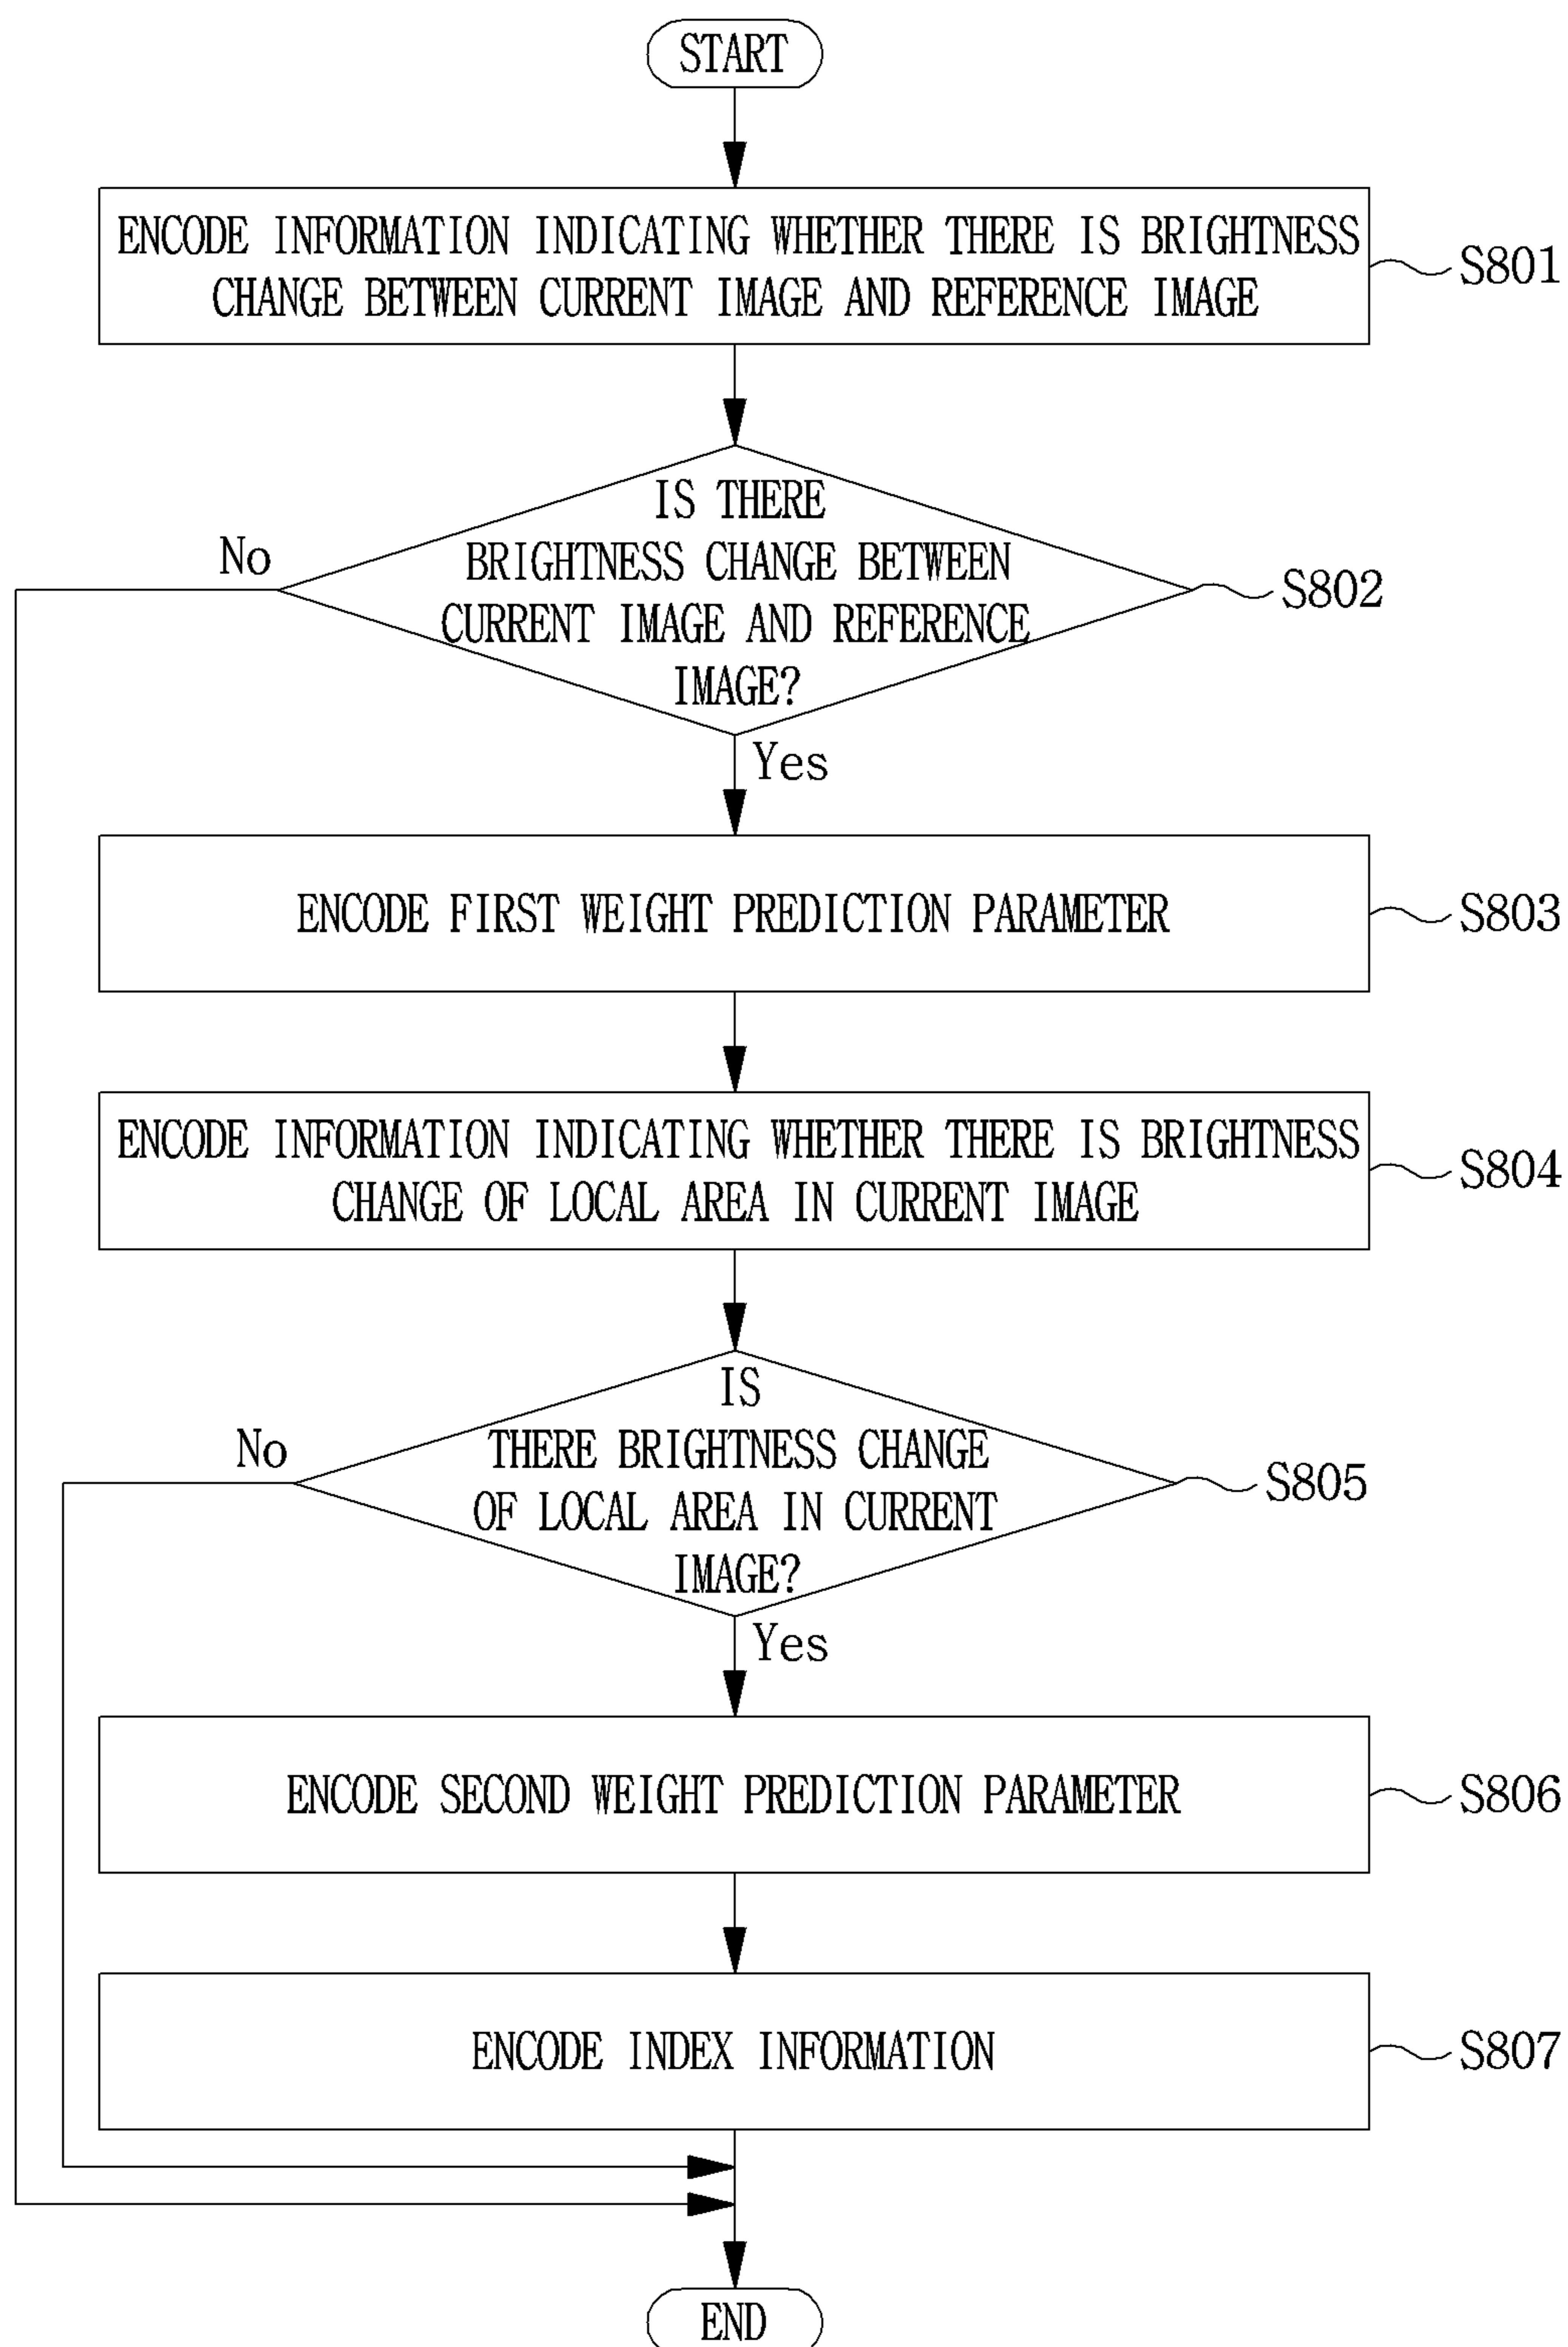 START
ENCODE INFORMATION INDICATING WHETHER THERE IS BRIGHTNESS
CHANGE BETWEEN CURRENT IMAGE AND REFERENCE IMAGE
S801
IS THERE
BRIGHTNESS CHANGE BETWEEN
CURRENT IMAGE AND REFERENCE
IMAGE?
No
S802
Yes
ENCODE FIRST WEIGHT PREDICTION PARAMETER
S803
ENCODE INFORMATION INDICATING WHETHER THERE IS BRIGHTNESS
CHANGE OF LOCAL AREA IN CURRENT IMAGE
S804
IS
THERE BRIGHTNESS CHANGE
OF LOCAL AREA IN CURRENT
IMAGE?
No
S805
Yes
ENCODE SECOND WEIGHT PREDICTION PARAMETER
S806
ENCODE INDEX INFORMATION
S807
END